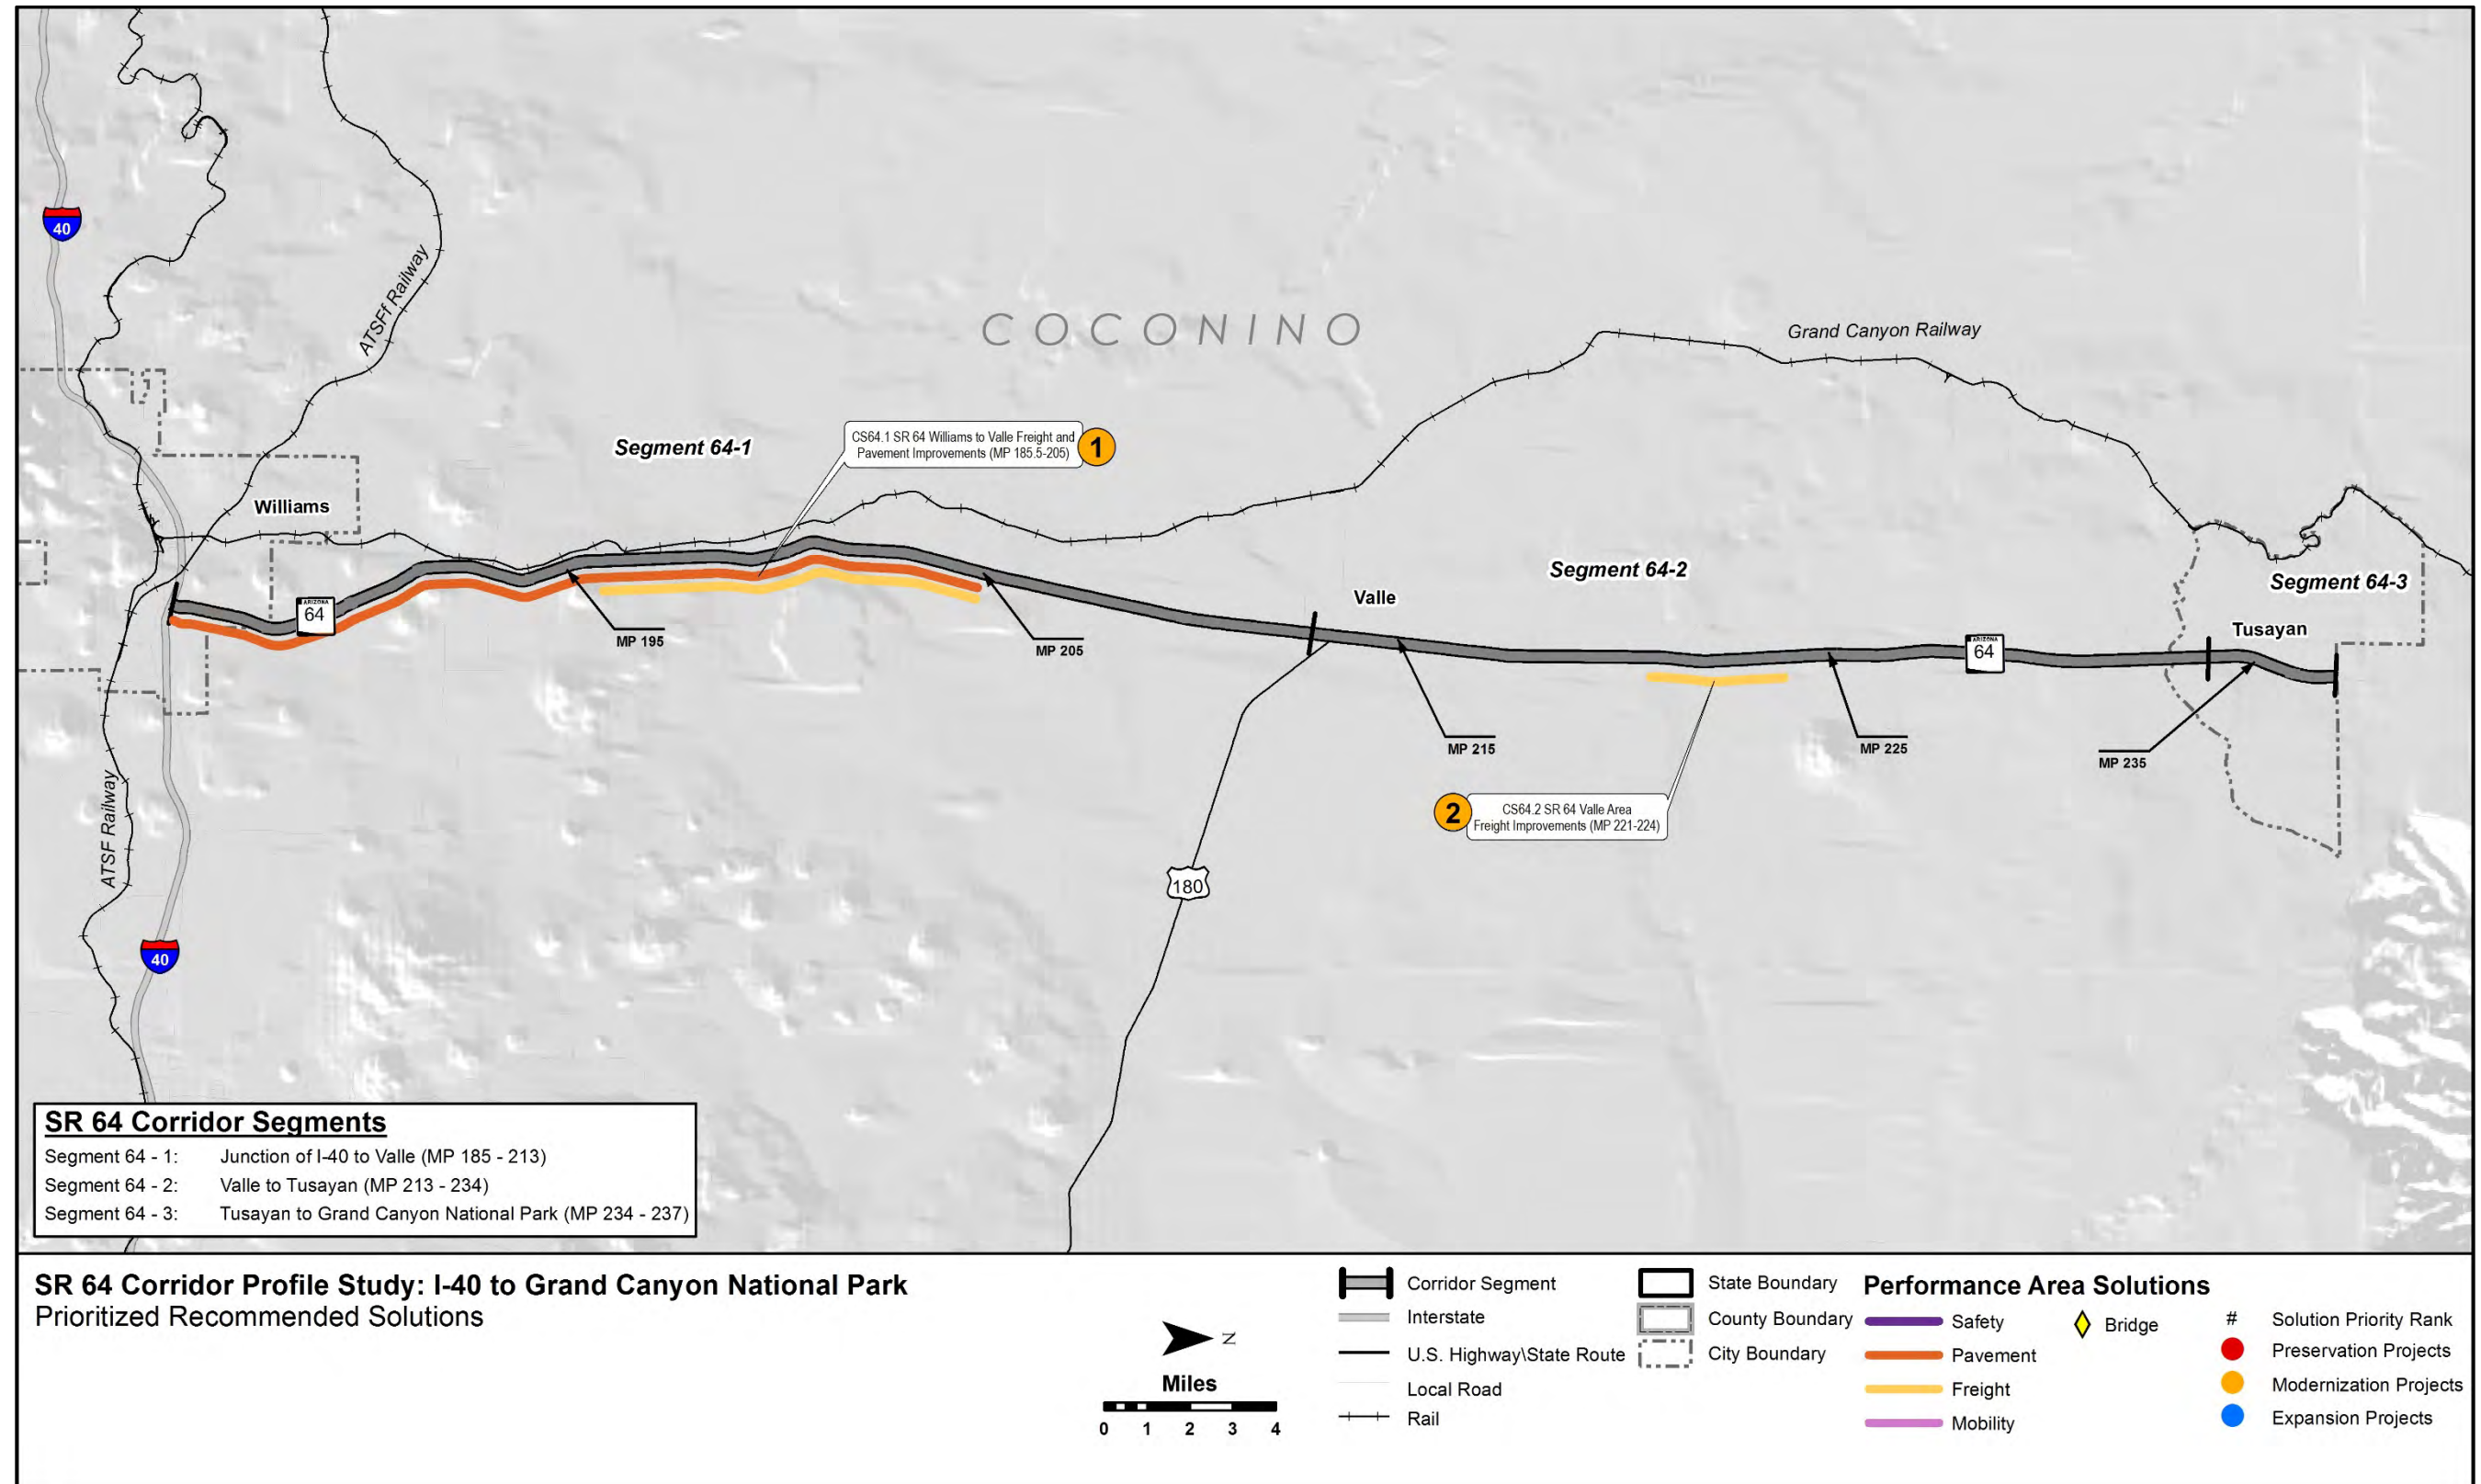 40
ATSFf Railway
COCONINO
Grand Canyon Railway
Segment 64-1
CS64.1 SR 64 Williams to Valle Freight and
Pavement Improvements (MP 185.5-205)
1
Williams
ARIZONA
64
MP 195
MP 205
Valle
Segment 64-2
Segment 64-3
Tusayan
ARIZONA
64
MP 215
MP 225
MP 235
2
CS64.2 SR 64 Valle Area
Freight Improvements (MP 221-224)
180
ATSF Railway
40
SR 64 Corridor Segments
Segment 64 - 1: Junction of I-40 to Valle (MP 185 - 213)
Segment 64 - 2: Valle to Tusayan (MP 213 - 234)
Segment 64 - 3: Tusayan to Grand Canyon National Park (MP 234 - 237)
SR 64 Corridor Profile Study: I-40 to Grand Canyon National Park
Prioritized Recommended Solutions
N
Miles
0 1 2 3 4
Corridor Segment
Interstate
U.S. Highway\State Route
Local Road
Rail
State Boundary
County Boundary
City Boundary
Performance Area Solutions
Safety
Pavement
Freight
Mobility
Bridge
# Solution Priority Rank
Preservation Projects
Modernization Projects
Expansion Projects